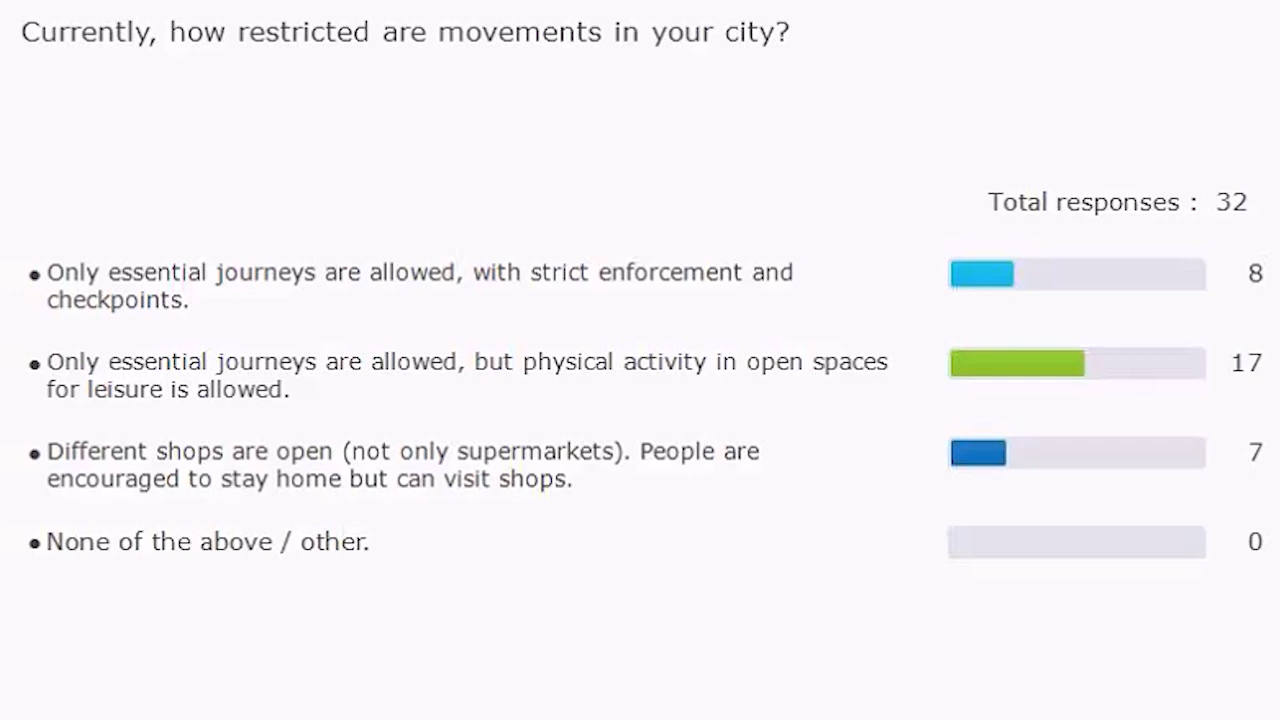 Currently, how restricted are movements in your city?
Total responses : 32
• Only essential journeys are allowed, with strict enforcement and
checkpoints.
8
• Only essential journeys are allowed, but physical activity in open spaces
for leisure is allowed.
17
• Different shops are open (not only supermarkets). People are
encouraged to stay home but can visit shops.
7
• None of the above / other.
0